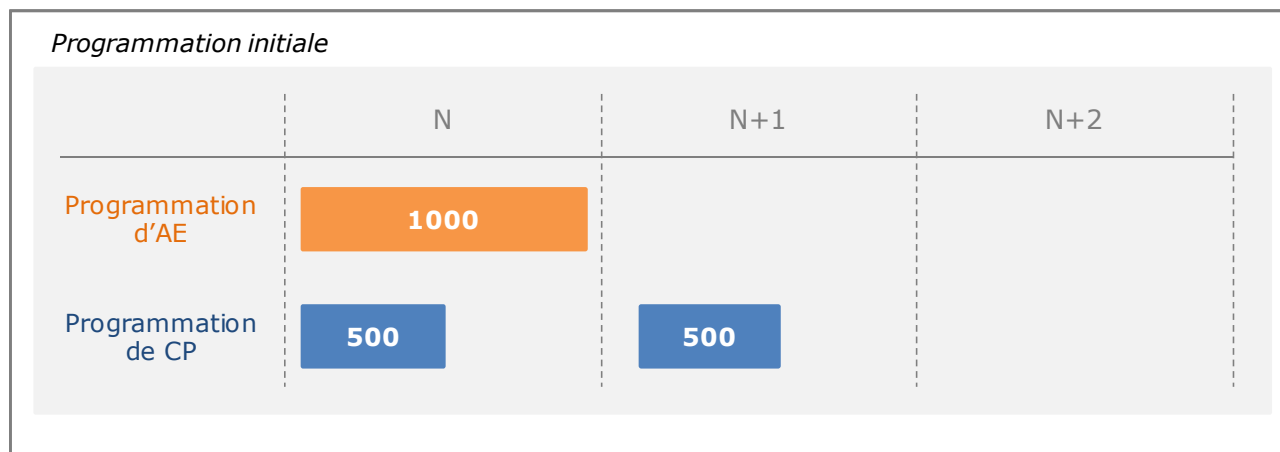 Programmation initiale
N N+1 N+2
Programmation
d’AE
1000
Programmation
de CP
500 500